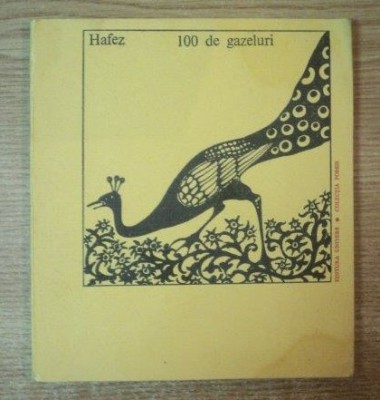 Hafez 100 de gazeluri
EDITURA UNIVERS ★ COLECȚIA POESIS